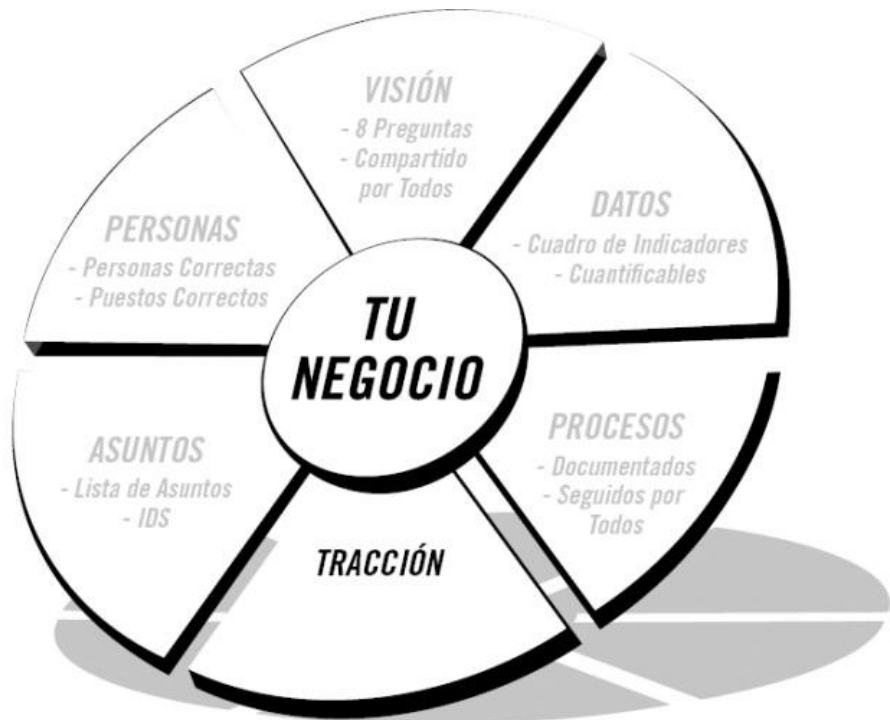 VISIÓN
- 8 Preguntas
- Compartido
por Todos
DATOS
- Cuadro de Indicadores
- Cuantificables
PERSONAS
- Personas Correctas
- Puestos Correctos
TU
NEGOCIO
PROCESOS
- Documentados
- Seguidos por
Todos
ASUNTOS
- Lista de Asuntos
- IDS
TRACCIÓN